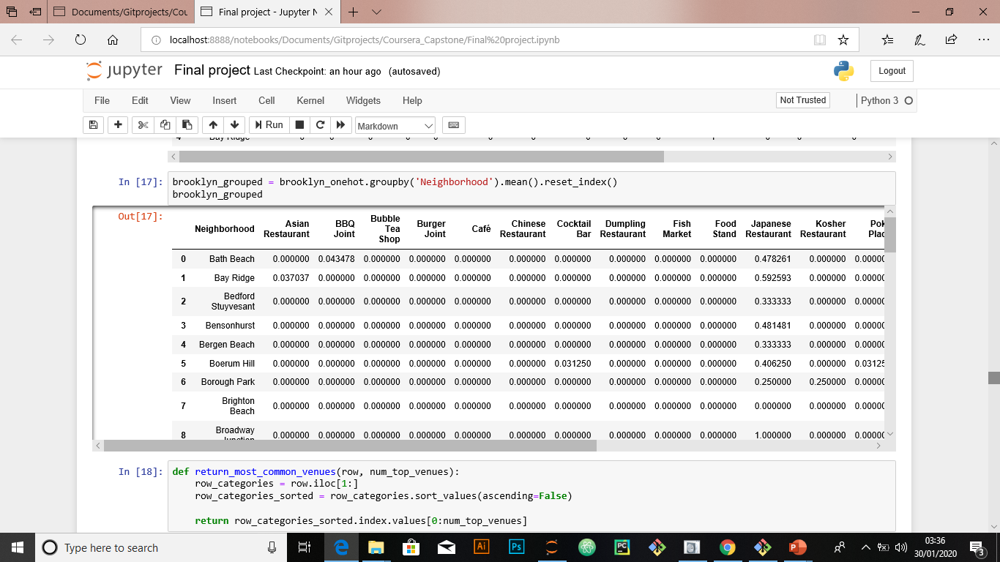 Documents/Gitprojects/Cou
Final project - Jupyter N
localhost:8888/notebooks/Documents/Gitprojects/Coursera_Capstone/Final%20project.ipynb
jupyter Final project Last Checkpoint: an hour ago (autosaved)
Logout
File Edit View Insert Cell Kernel Widgets Help
Not Trusted
Python 3
Run
Markdown
4 Bay Ridge 0 0 0 0 0 0 0 0 0 0 1 0 0
In [17]: brooklyn_grouped = brooklyn_onehot.groupby('Neighborhood').mean().reset_index()
brooklyn_grouped
Out[17]:
Neighborhood Asian Restaurant BBQ Joint Bubble Tea Shop Burger Joint Café Chinese Restaurant Cocktail Bar Dumpling Restaurant Fish Market Food Stand Japanese Restaurant Kosher Restaurant Pok Plac
0 Bath Beach 0.000000 0.043478 0.000000 0.000000 0.000000 0.000000 0.000000 0.000000 0.000000 0.000000 0.478261 0.000000 0.00000
1 Bay Ridge 0.037037 0.000000 0.000000 0.000000 0.000000 0.000000 0.000000 0.000000 0.000000 0.000000 0.592593 0.000000 0.00000
2 Bedford Stuyvesant 0.000000 0.000000 0.000000 0.000000 0.000000 0.000000 0.000000 0.000000 0.000000 0.000000 0.333333 0.000000 0.00000
3 Bensonhurst 0.000000 0.000000 0.000000 0.000000 0.000000 0.000000 0.000000 0.000000 0.000000 0.000000 0.481481 0.000000 0.00000
4 Bergen Beach 0.000000 0.000000 0.000000 0.000000 0.000000 0.000000 0.000000 0.000000 0.000000 0.000000 0.333333 0.000000 0.00000
5 Boerum Hill 0.000000 0.000000 0.000000 0.000000 0.000000 0.000000 0.031250 0.000000 0.000000 0.000000 0.406250 0.000000 0.03125
6 Borough Park 0.000000 0.000000 0.000000 0.000000 0.000000 0.000000 0.000000 0.000000 0.000000 0.000000 0.250000 0.250000 0.00000
7 Brighton Beach 0.000000 0.000000 0.000000 0.000000 0.000000 0.000000 0.000000 0.000000 0.000000 0.000000 0.000000 0.000000 0.00000
8 Broadway Junction 0.000000 0.000000 0.000000 0.000000 0.000000 0.000000 0.000000 0.000000 0.000000 0.000000 1.000000 0.000000 0.00000
In [18]: def return_most_common_venues(row, num_top_venues):
row_categories = row.iloc[1:]
row_categories_sorted = row_categories.sort_values(ascending=False)
return row_categories_sorted.index.values[0:num_top_venues]
Type here to search
Ai
Ps
PC
P
03:36
30/01/2020
3